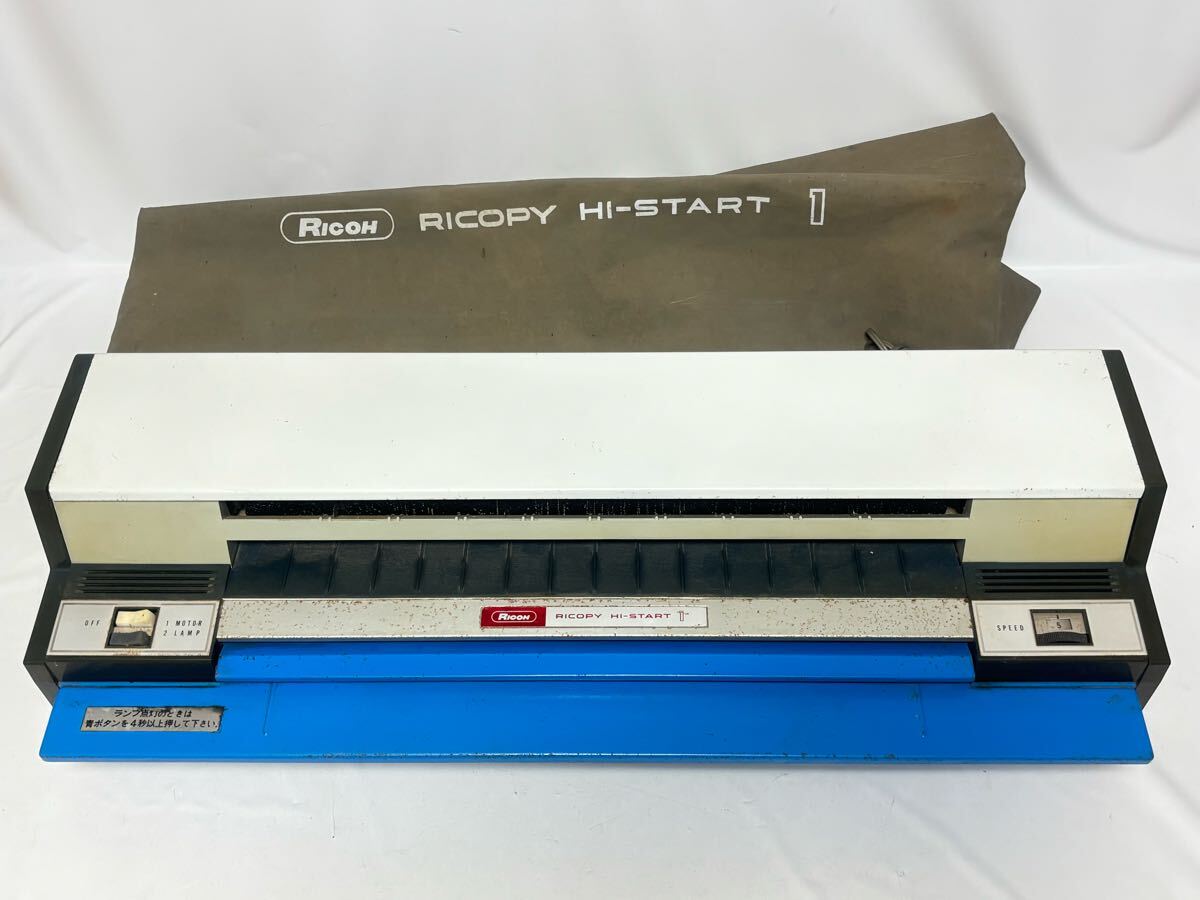 RICOH RICOPY HI-START 1
RICOH RICOPY HI-START 1
OFF 1 MOTOR
2 LAMP
SPEED 5
ランプ点灯のときは
青ボタンを4秒以上押して下さい。